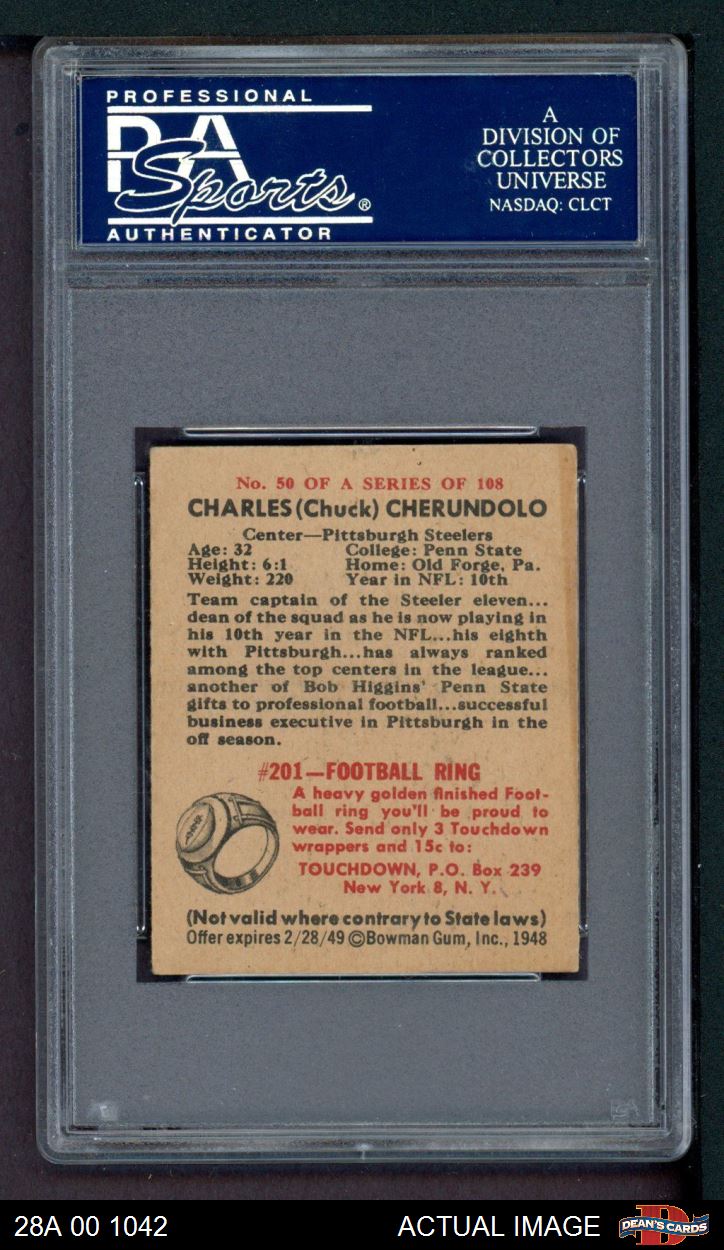 PROFESSIONAL
PSA
Sports®
AUTHENTICATOR
A
DIVISION OF
COLLECTORS
UNIVERSE
NASDAQ: CLCT
No. 50 OF A SERIES OF 108
CHARLES (Chuck) CHERUNDOLO
Center—Pittsburgh Steelers
Age: 32 College: Penn State
Height: 6:1 Home: Old Forge, Pa.
Weight: 220 Year in NFL: 10th
Team captain of the Steeler eleven...
dean of the squad as he is now playing in
his 10th year in the NFL...his eighth
with Pittsburgh...has always ranked
among the top centers in the league...
another of Bob Higgins' Penn State
gifts to professional football...successful
business executive in Pittsburgh in the
off season.
#201—FOOTBALL RING
A heavy golden finished Foot-
ball ring you'll be proud to
wear. Send only 3 Touchdown
wrappers and 15c to:
TOUCHDOWN, P.O. Box 239
New York 8, N. Y.
(Not valid where contrary to State laws)
Offer expires 2/28/49 ©Bowman Gum, Inc., 1948
28A 00 1042 ACTUAL IMAGE DEAN'S CARDS